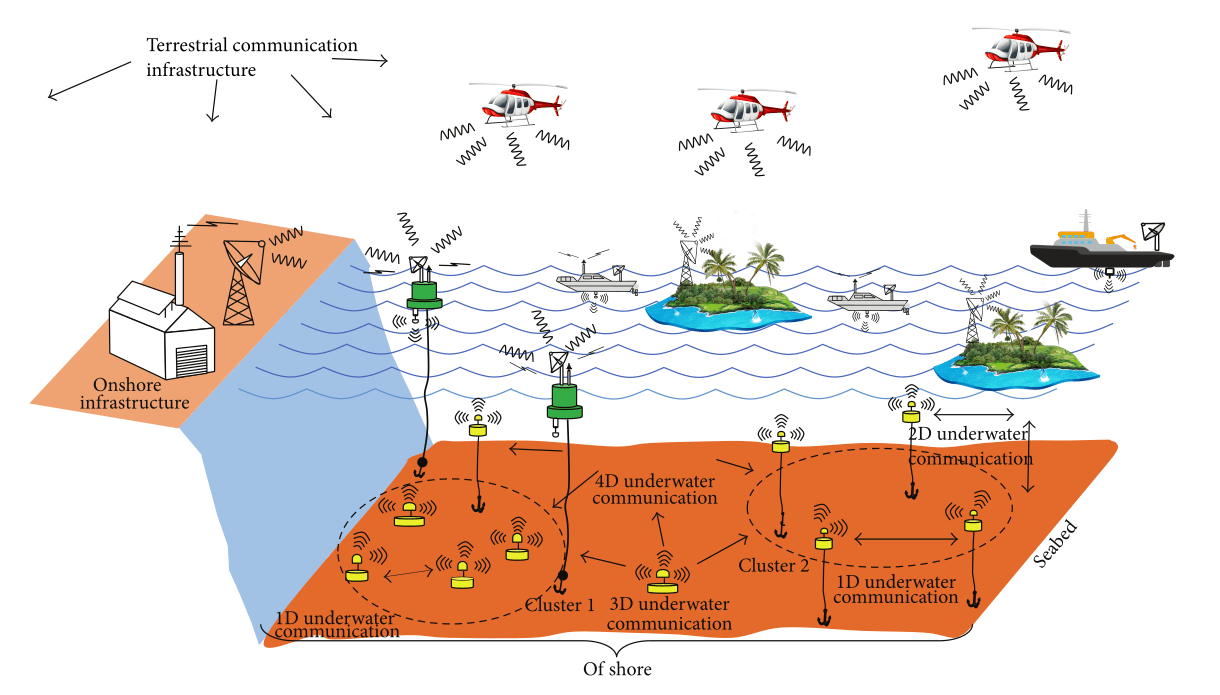 Terrestrial communication
infrastructure
Onshore
infrastructure
2D underwater
communication
4D underwater
communication
Seabed
Cluster 2
1D underwater
communication
Cluster 1
3D underwater
communication
1D underwater
communication
Of shore